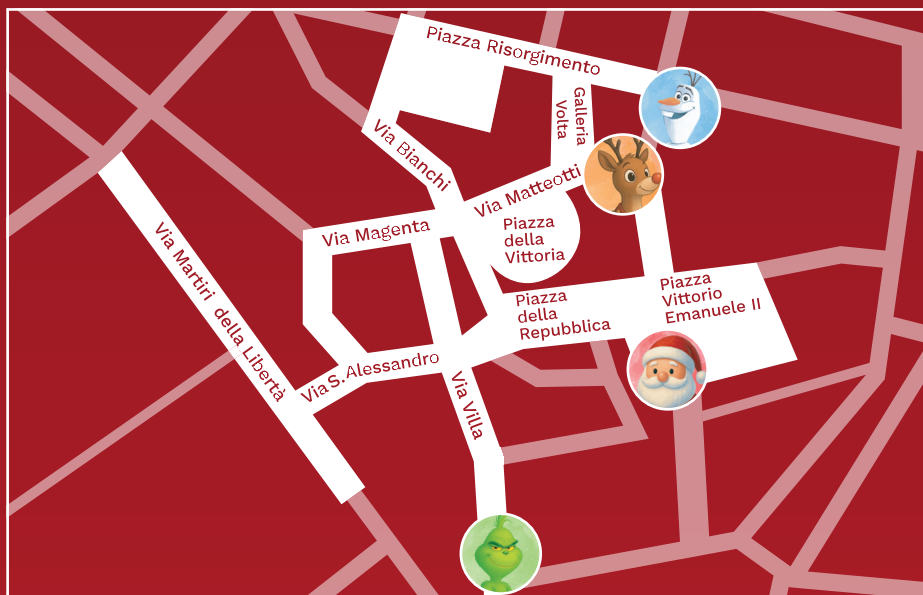 Piazza Risorgimento
Galleria
Volta
Via Bianchi
Via Matteotti
Via Magenta
Piazza
della
Vittoria
Via Martiri della Libertà
Piazza
della
Repubblica
Piazza
Vittorio
Emanuele II
Via S. Alessandro
Via Villa